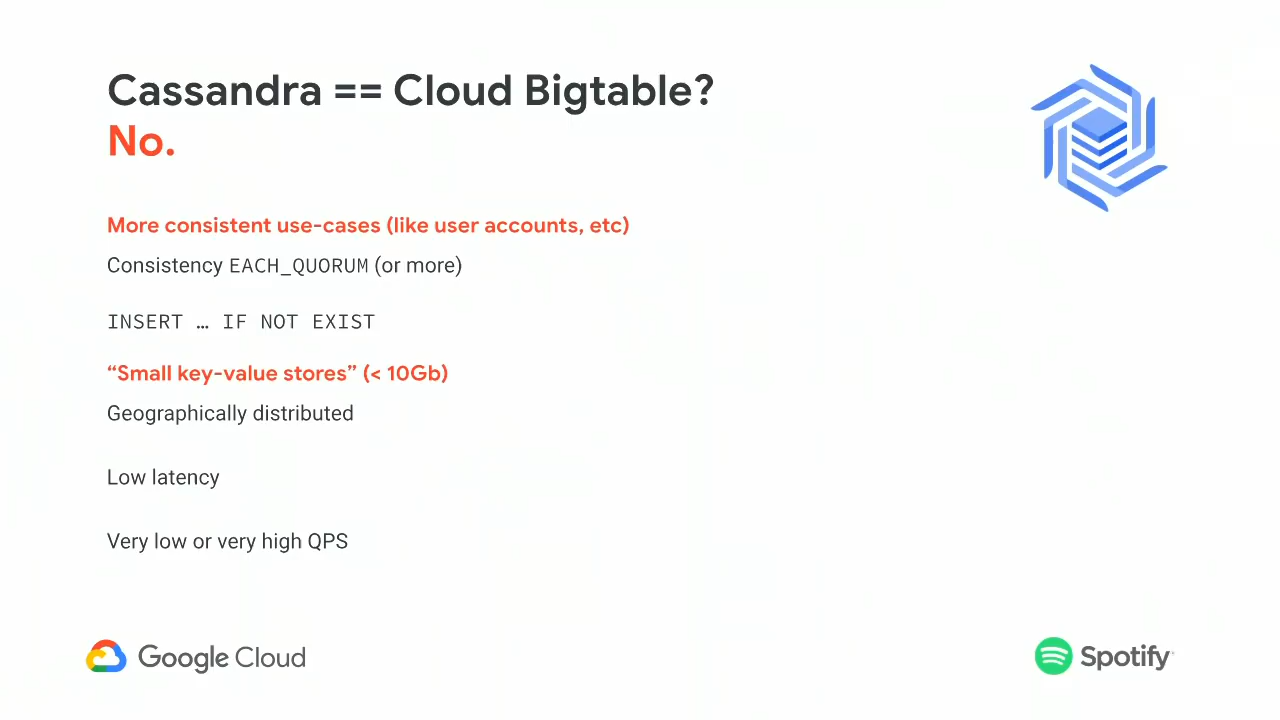 Cassandra == Cloud Bigtable?
No.
More consistent use-cases (like user accounts, etc)
Consistency EACH_QUORUM (or more)
INSERT … IF NOT EXIST
“Small key-value stores” (< 10Gb)
Geographically distributed
Low latency
Very low or very high QPS
Google Cloud
Spotify